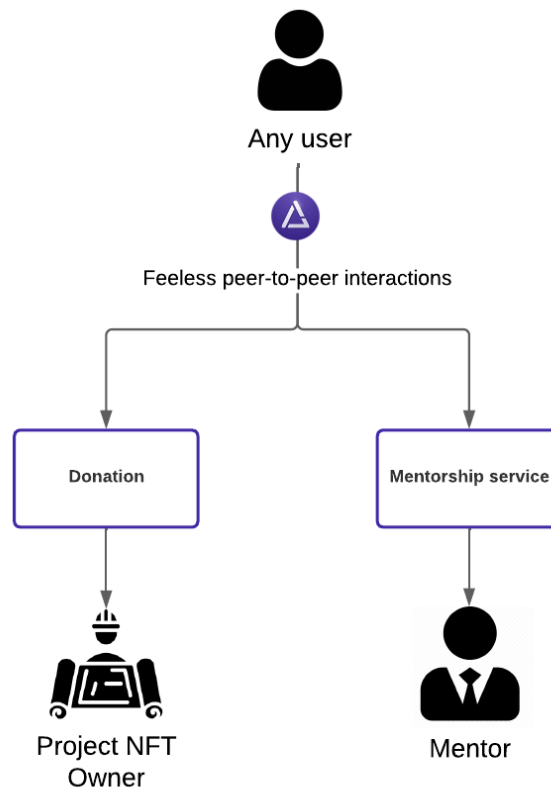 Any user
Feeless peer-to-peer interactions
Donation
Mentorship service
Project NFT
Owner
Mentor